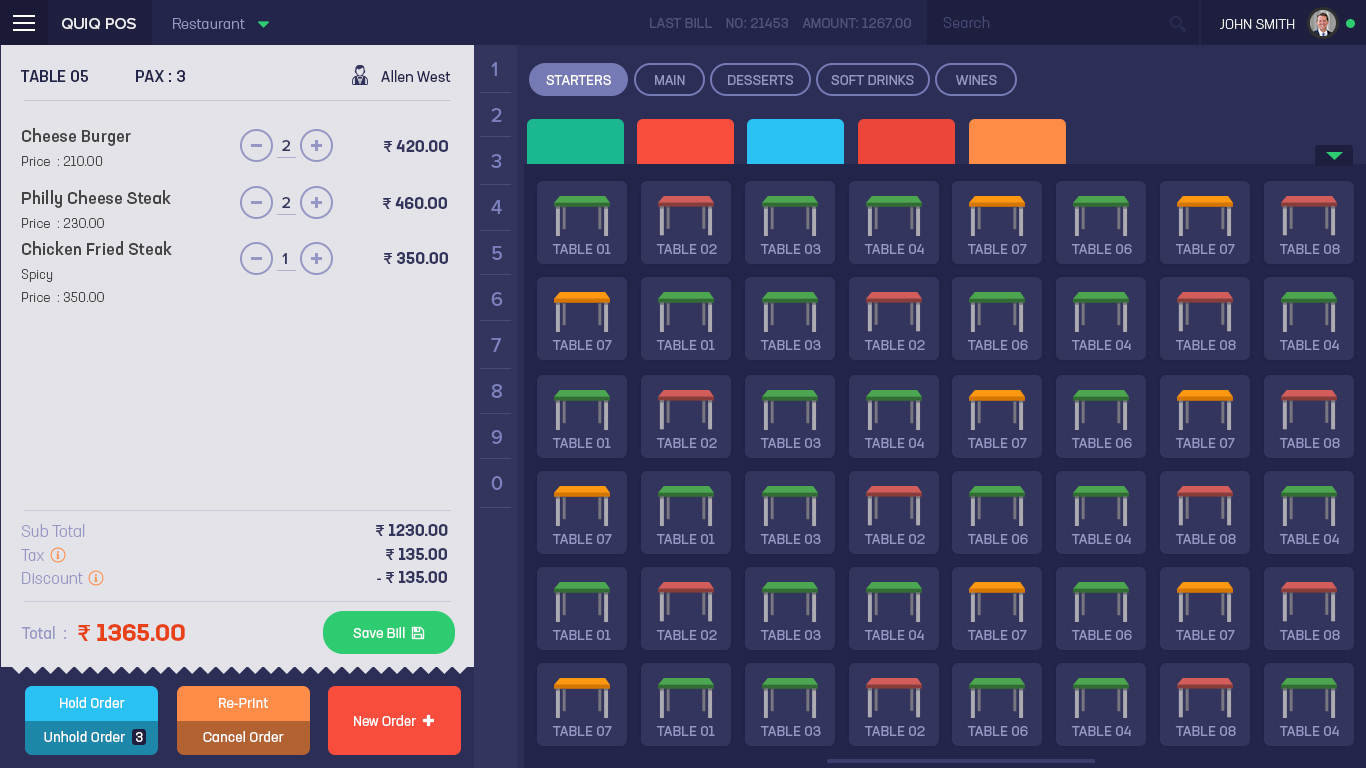 QUIQ POS Restaurant LAST BILL NO: 21453 AMOUNT: 1267.00 Search JOHN SMITH
TABLE 05 PAX : 3 Allen West
Cheese Burger
Price : 210.00
2
₹ 420.00
Philly Cheese Steak
Price : 230.00
2
₹ 460.00
Chicken Fried Steak
Spicy
Price : 350.00
1
₹ 350.00
Sub Total ₹ 1230.00
Tax ₹ 135.00
Discount - ₹ 135.00
Total : ₹ 1365.00 Save Bill
Hold Order
Unhold Order 3
Re-Print
Cancel Order
New Order
1
2
3
4
5
6
7
8
9
0
STARTERS MAIN DESSERTS SOFT DRINKS WINES
TABLE 01 TABLE 02 TABLE 03 TABLE 04 TABLE 07 TABLE 06 TABLE 07 TABLE 08
TABLE 07 TABLE 01 TABLE 03 TABLE 02 TABLE 06 TABLE 04 TABLE 08 TABLE 04
TABLE 01 TABLE 02 TABLE 03 TABLE 04 TABLE 07 TABLE 06 TABLE 07 TABLE 08
TABLE 07 TABLE 01 TABLE 03 TABLE 02 TABLE 06 TABLE 04 TABLE 08 TABLE 04
TABLE 01 TABLE 02 TABLE 03 TABLE 04 TABLE 07 TABLE 06 TABLE 07 TABLE 08
TABLE 07 TABLE 01 TABLE 03 TABLE 02 TABLE 06 TABLE 04 TABLE 08 TABLE 04